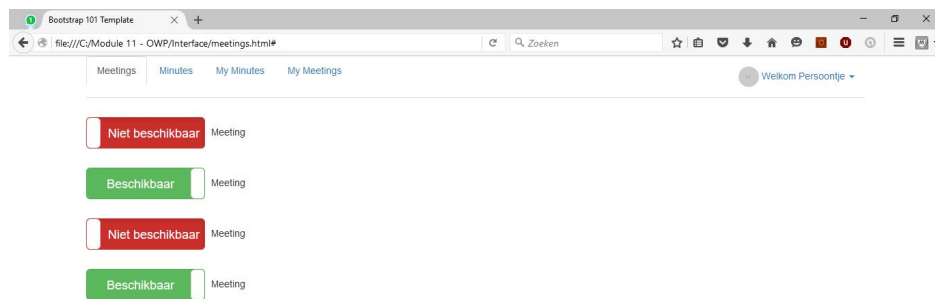 Bootstrap 101 Template
file:///C:/Module 11 - OWP/Interface/meetings.html#
Zoeken
Meetings Minutes My Minutes My Meetings
Welkom Persoontje
Niet beschikbaar Meeting
Beschikbaar Meeting
Niet beschikbaar Meeting
Beschikbaar Meeting